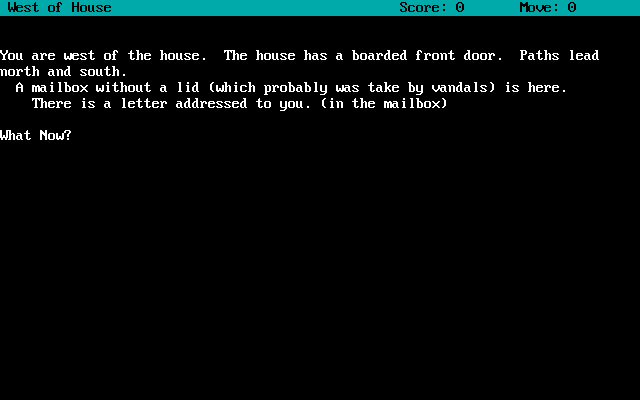 West of House Score: 0 Move: 0
You are west of the house.  The house has a boarded front door.  Paths lead
north and south.
A mailbox without a lid (which probably was take by vandals) is here.
There is a letter addressed to you. (in the mailbox)
What Now?